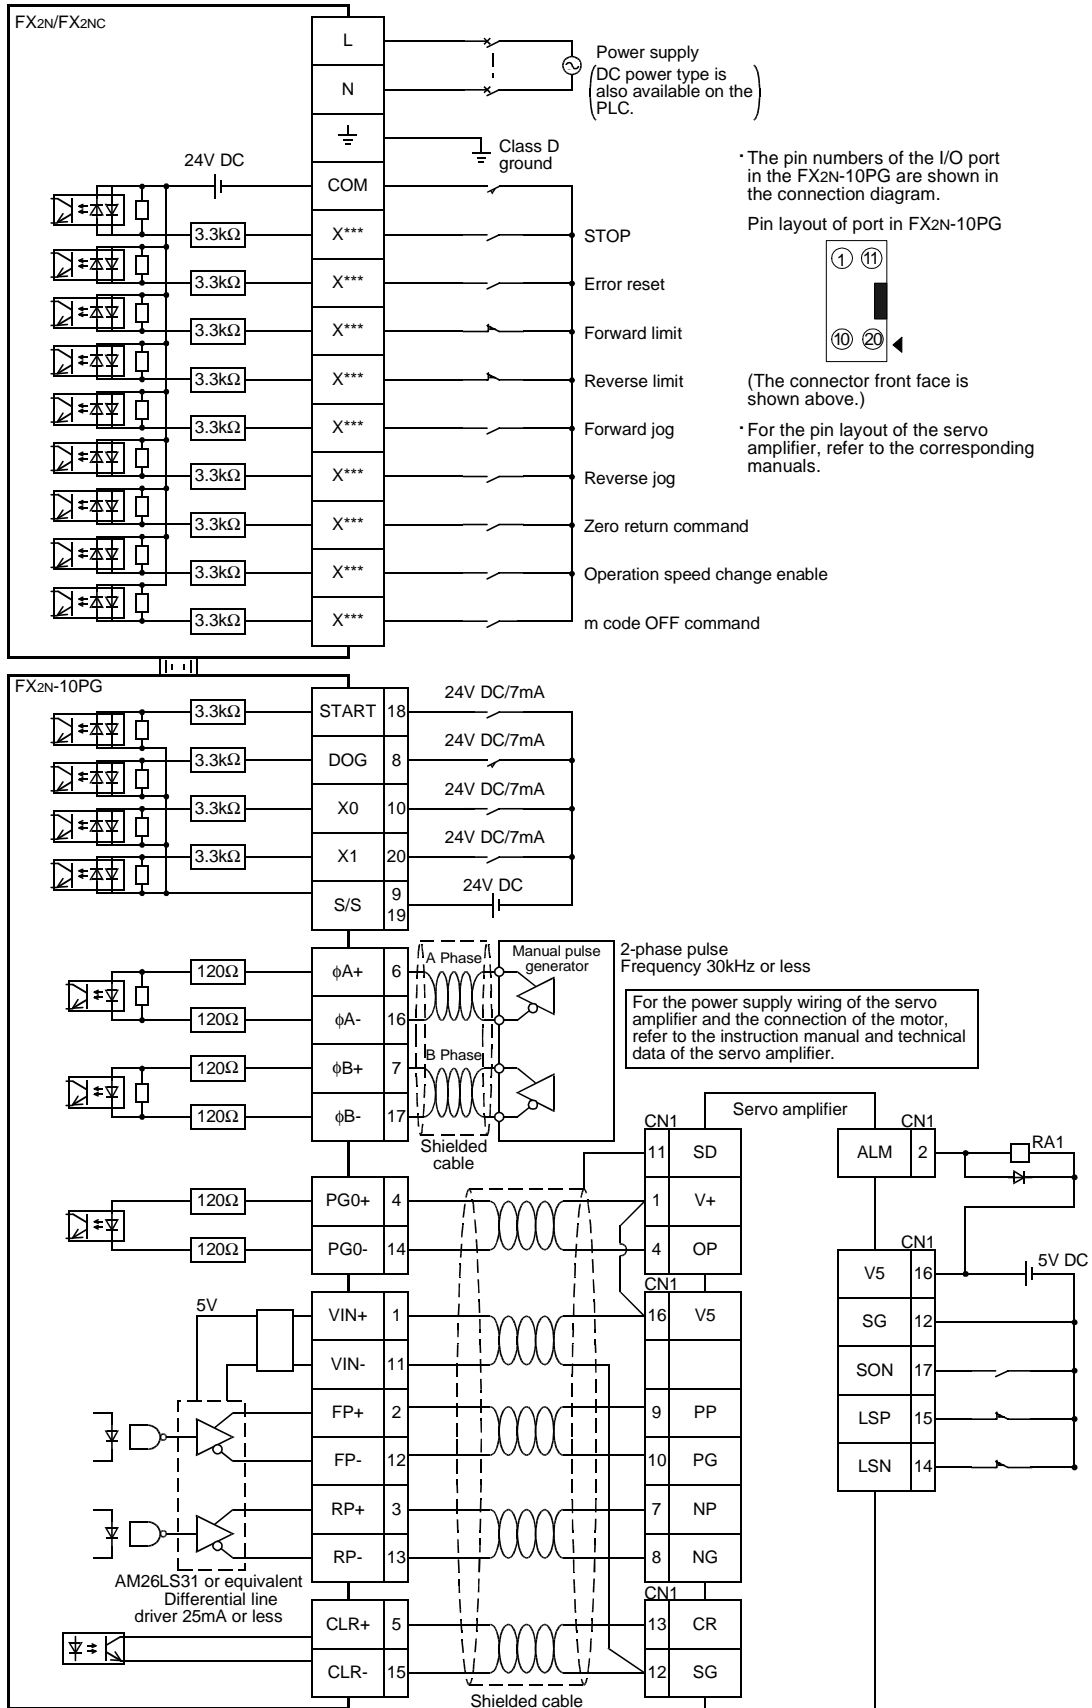 FX2N/FX2NC
L
N
Power supply
(DC power type is
also available on the
PLC.)
Class D
ground
24V DC
COM
3.3kΩ X*** STOP
3.3kΩ X*** Error reset
3.3kΩ X*** Forward limit
3.3kΩ X*** Reverse limit
3.3kΩ X*** Forward jog
3.3kΩ X*** Reverse jog
3.3kΩ X*** Zero return command
3.3kΩ X*** Operation speed change enable
3.3kΩ X*** m code OFF command
・The pin numbers of the I/O port
in the FX2N-10PG are shown in
the connection diagram.
Pin layout of port in FX2N-10PG
1 11
10 20
(The connector front face is
shown above.)
・For the pin layout of the servo
amplifier, refer to the corresponding
manuals.
FX2N-10PG
3.3kΩ START 18 24V DC/7mA
3.3kΩ DOG 8 24V DC/7mA
3.3kΩ X0 10 24V DC/7mA
3.3kΩ X1 20 24V DC/7mA
S/S 9 19 24V DC
120Ω φA+ 6 A Phase
120Ω φA- 16
120Ω φB+ 7 B Phase
120Ω φB- 17
Shielded
cable
Manual pulse
generator
2-phase pulse
Frequency 30kHz or less
For the power supply wiring of the servo
amplifier and the connection of the motor,
refer to the instruction manual and technical
data of the servo amplifier.
Servo amplifier
120Ω PG0+ 4
120Ω PG0- 14
5V VIN+ 1
VIN- 11
FP+ 2
FP- 12
RP+ 3
RP- 13
AM26LS31 or equivalent
Differential line
driver 25mA or less
CLR+ 5
CLR- 15
Shielded cable
CN1
11 SD
1 V+
4 OP
CN1
16 V5
9 PP
10 PG
7 NP
8 NG
CN1
13 CR
12 SG
CN1
ALM 2 RA1
CN1
V5 16 5V DC
SG 12
SON 17
LSP 15
LSN 14